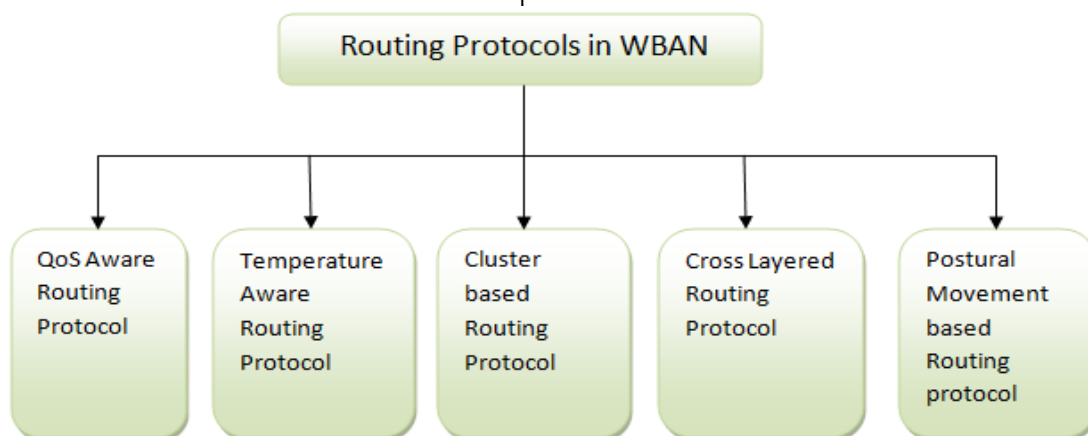 Routing Protocols in WBAN
QoS Aware
Routing
Protocol
Temperature
Aware
Routing
Protocol
Cluster
based
Routing
Protocol
Cross Layered
Routing
Protocol
Postural
Movement
based
Routing
protocol